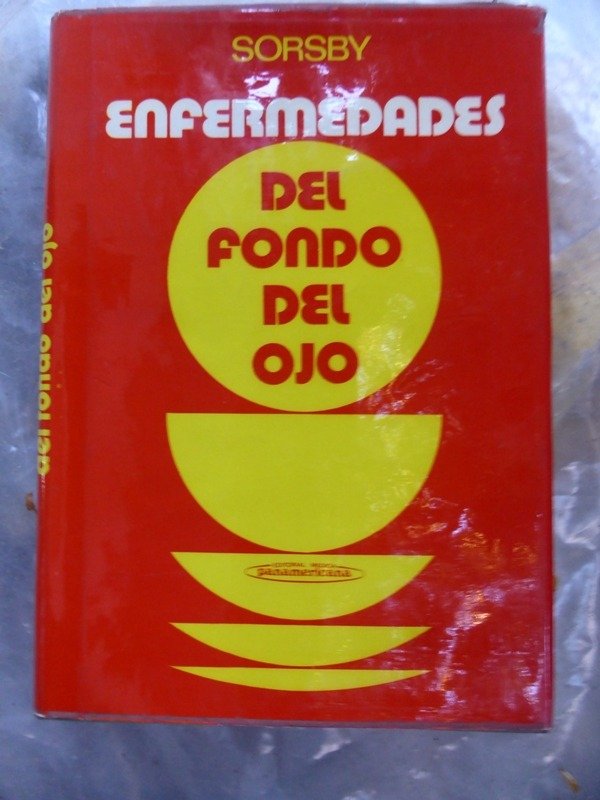 SORSBY
ENFERMEDADES
DEL
FONDO
DEL
OJO
EDITORIAL MEDICA
panamericana
del fondo del ojo